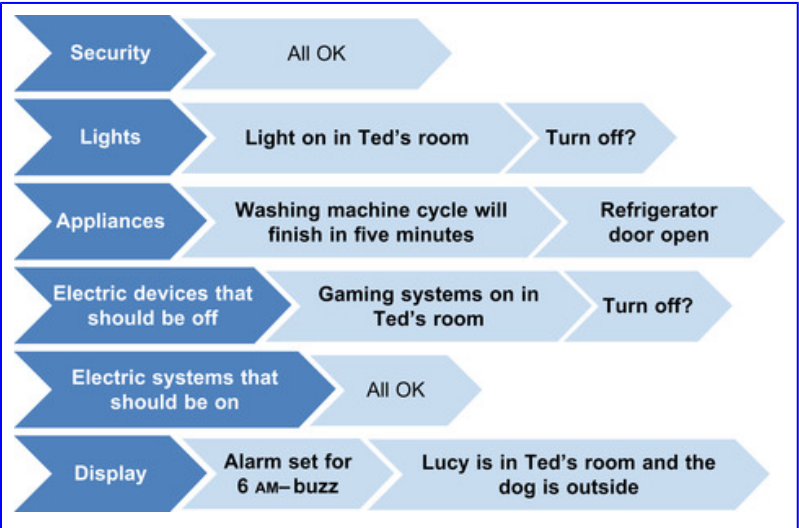 Security
All OK
Lights
Light on in Ted’s room
Turn off?
Appliances
Washing machine cycle will
finish in five minutes
Refrigerator
door open
Electric devices that
should be off
Gaming systems on in
Ted’s room
Turn off?
Electric systems that
should be on
All OK
Display
Alarm set for
6 AM–buzz
Lucy is in Ted’s room and the
dog is outside